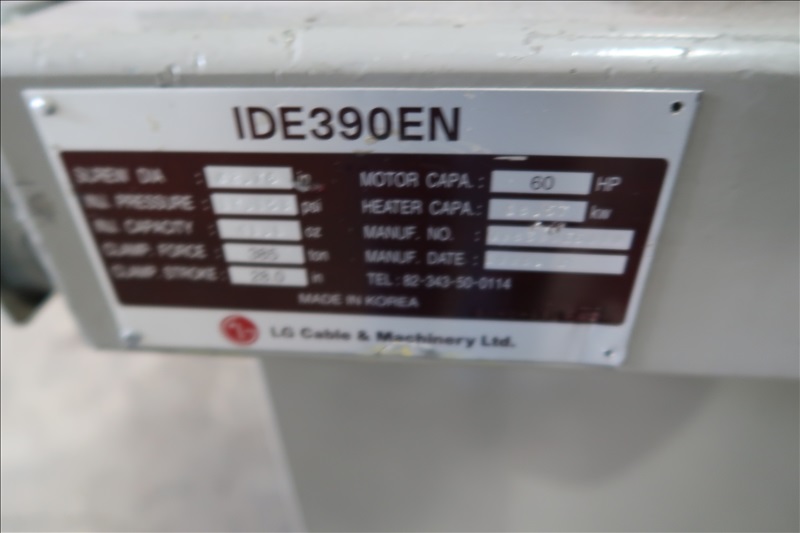 IDE390EN
SCREW DIA : in
INJ. PRESSURE : psi
INJ. CAPACITY : oz
CLAMP FORCE : 385 ton
CLAMP STROKE : 28.0 in
MOTOR CAPA. : 60 HP
HEATER CAPA. : kw
MANUF. NO. :
MANUF. DATE. :
TEL : 82-343-50-0114
MADE IN KOREA
LG Cable & Machinery Ltd.